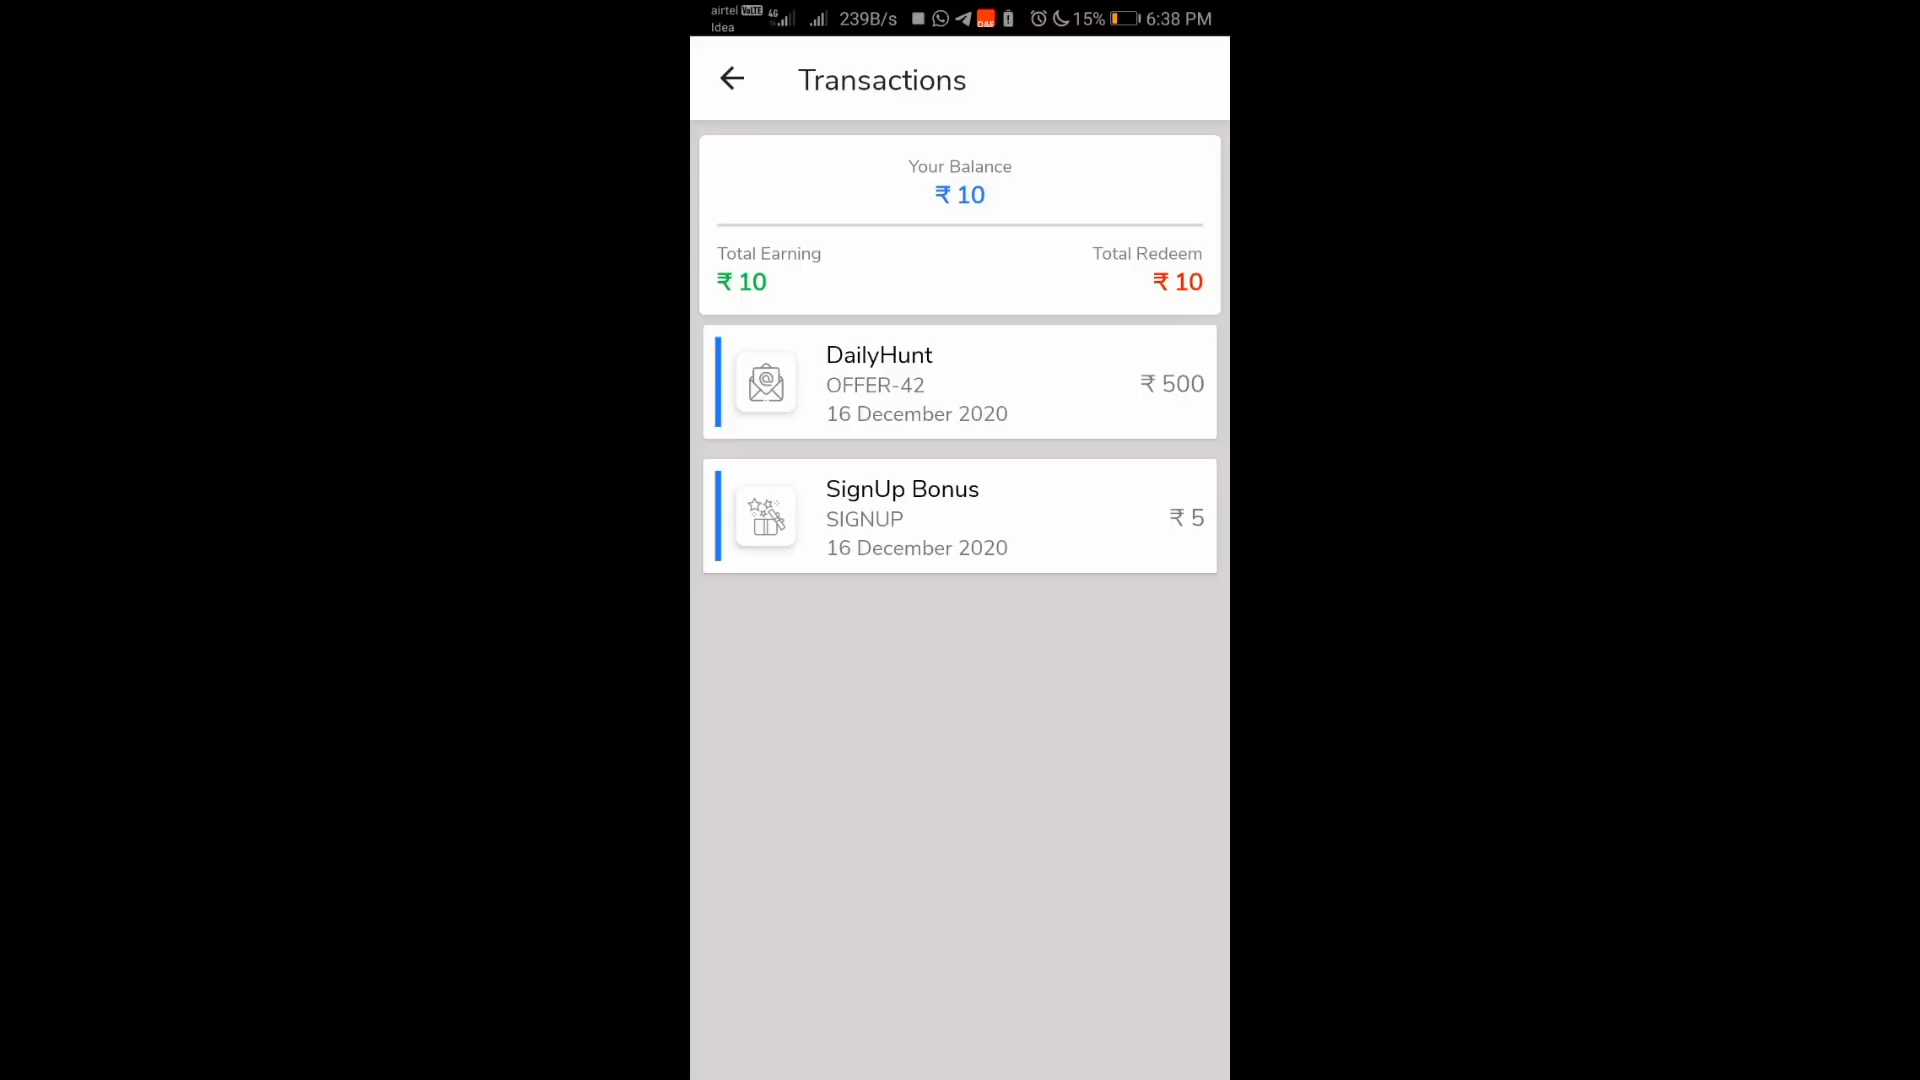 airtel VoLTE 4G 239B/s 15% 6:38 PM
Idea
Transactions
Your Balance
₹ 10
Total Earning Total Redeem
₹ 10 ₹ 10
DailyHunt
OFFER-42 ₹ 500
16 December 2020
SignUp Bonus
SIGNUP ₹ 5
16 December 2020